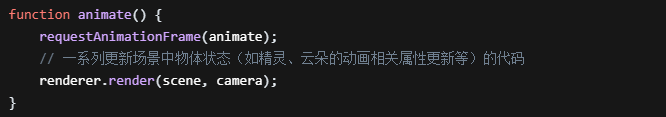 function animate() {
    requestAnimationFrame(animate);
    // 一系列更新场景中物体状态（如精灵、云朵的动画相关属性更新等）的代码
    renderer.render(scene, camera);
}